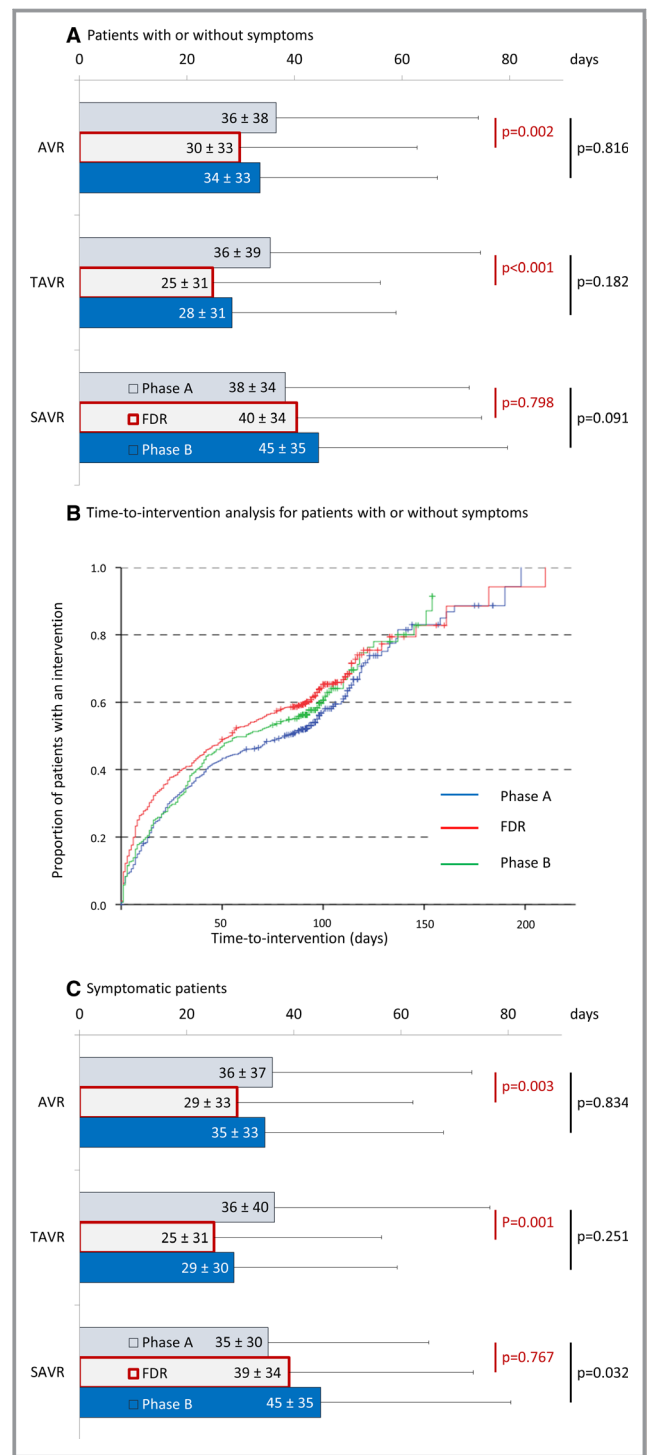 A Patients with or without symptoms
0 20 40 60 80 days
36 ± 38
AVR 30 ± 33
34 ± 33
p=0.002
p=0.816
36 ± 39
TAVR 25 ± 31
28 ± 31
p<0.001
p=0.182
Phase A 38 ± 34
SAVR FDR 40 ± 34
Phase B 45 ± 35
p=0.798
p=0.091
B Time-to-intervention analysis for patients with or without symptoms
Proportion of patients with an intervention
1.0
0.8
0.6
0.4
0.2
0.0
Phase A
FDR
Phase B
50 100 150 200
Time-to-intervention (days)
C Symptomatic patients
0 20 40 60 80 days
36 ± 37
AVR 29 ± 33
35 ± 33
p=0.003
p=0.834
36 ± 40
TAVR 25 ± 31
29 ± 30
P=0.001
p=0.251
Phase A 35 ± 30
SAVR FDR 39 ± 34
Phase B 45 ± 35
p=0.767
p=0.032